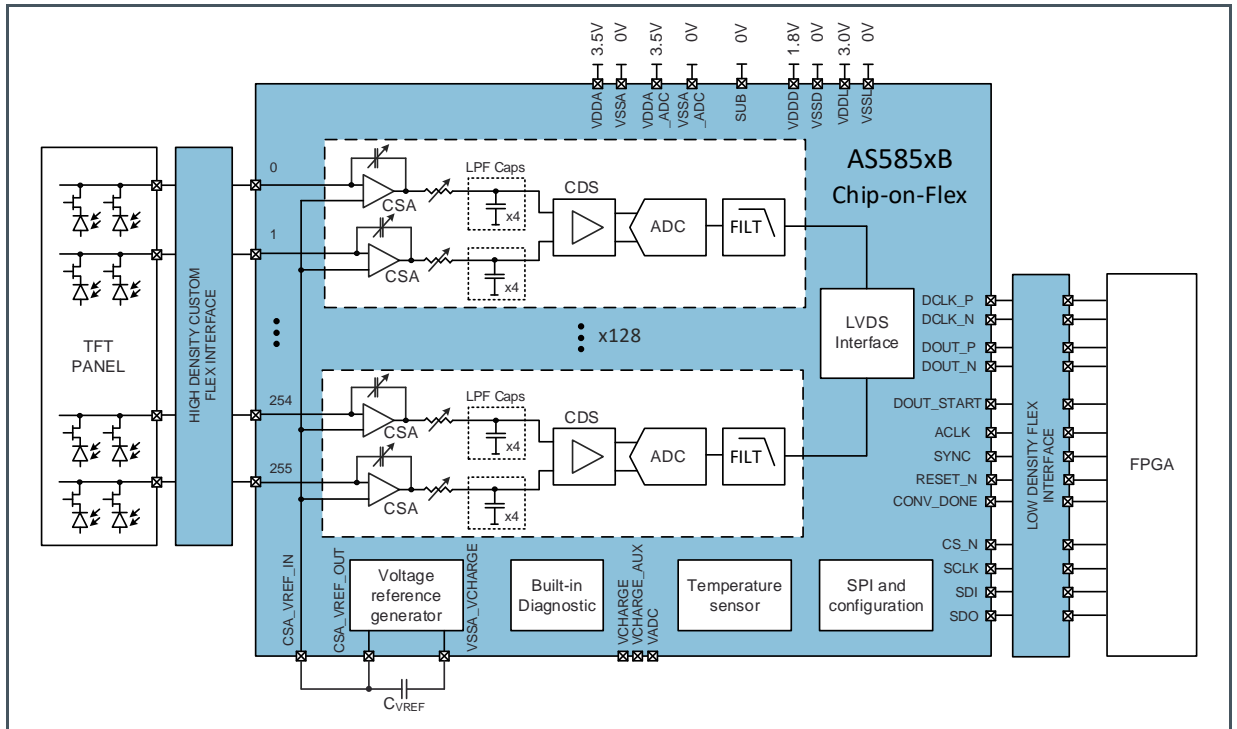 3.5V
0V
3.5V
0V
0V
1.8V
0V
3.0V
0V
VDDA
VSSA
VDDA
_ADC
VSSA
_ADC
SUB
VDDD
VSSD
VDDL
VSSL
AS585xB
Chip-on-Flex
TFT
PANEL
HIGH DENSITY CUSTOM
FLEX INTERFACE
0
1
254
255
CSA
LPF Caps
x4
CSA
x4
CDS
ADC
FILT
x128
CSA
LPF Caps
x4
CSA
x4
CDS
ADC
FILT
LVDS
Interface
DCLK_P
DCLK_N
DOUT_P
DOUT_N
DOUT_START
ACLK
SYNC
RESET_N
CONV_DONE
CS_N
SCLK
SDI
SDO
LOW DENSITY FLEX
INTERFACE
FPGA
CSA_VREF_IN
CSA_VREF_OUT
Voltage
reference
generator
VSSA_VCHARGE
Built-in
Diagnostic
VCHARGE
VCHARGE_AUX
VADC
Temperature
sensor
SPI and
configuration
CVREF